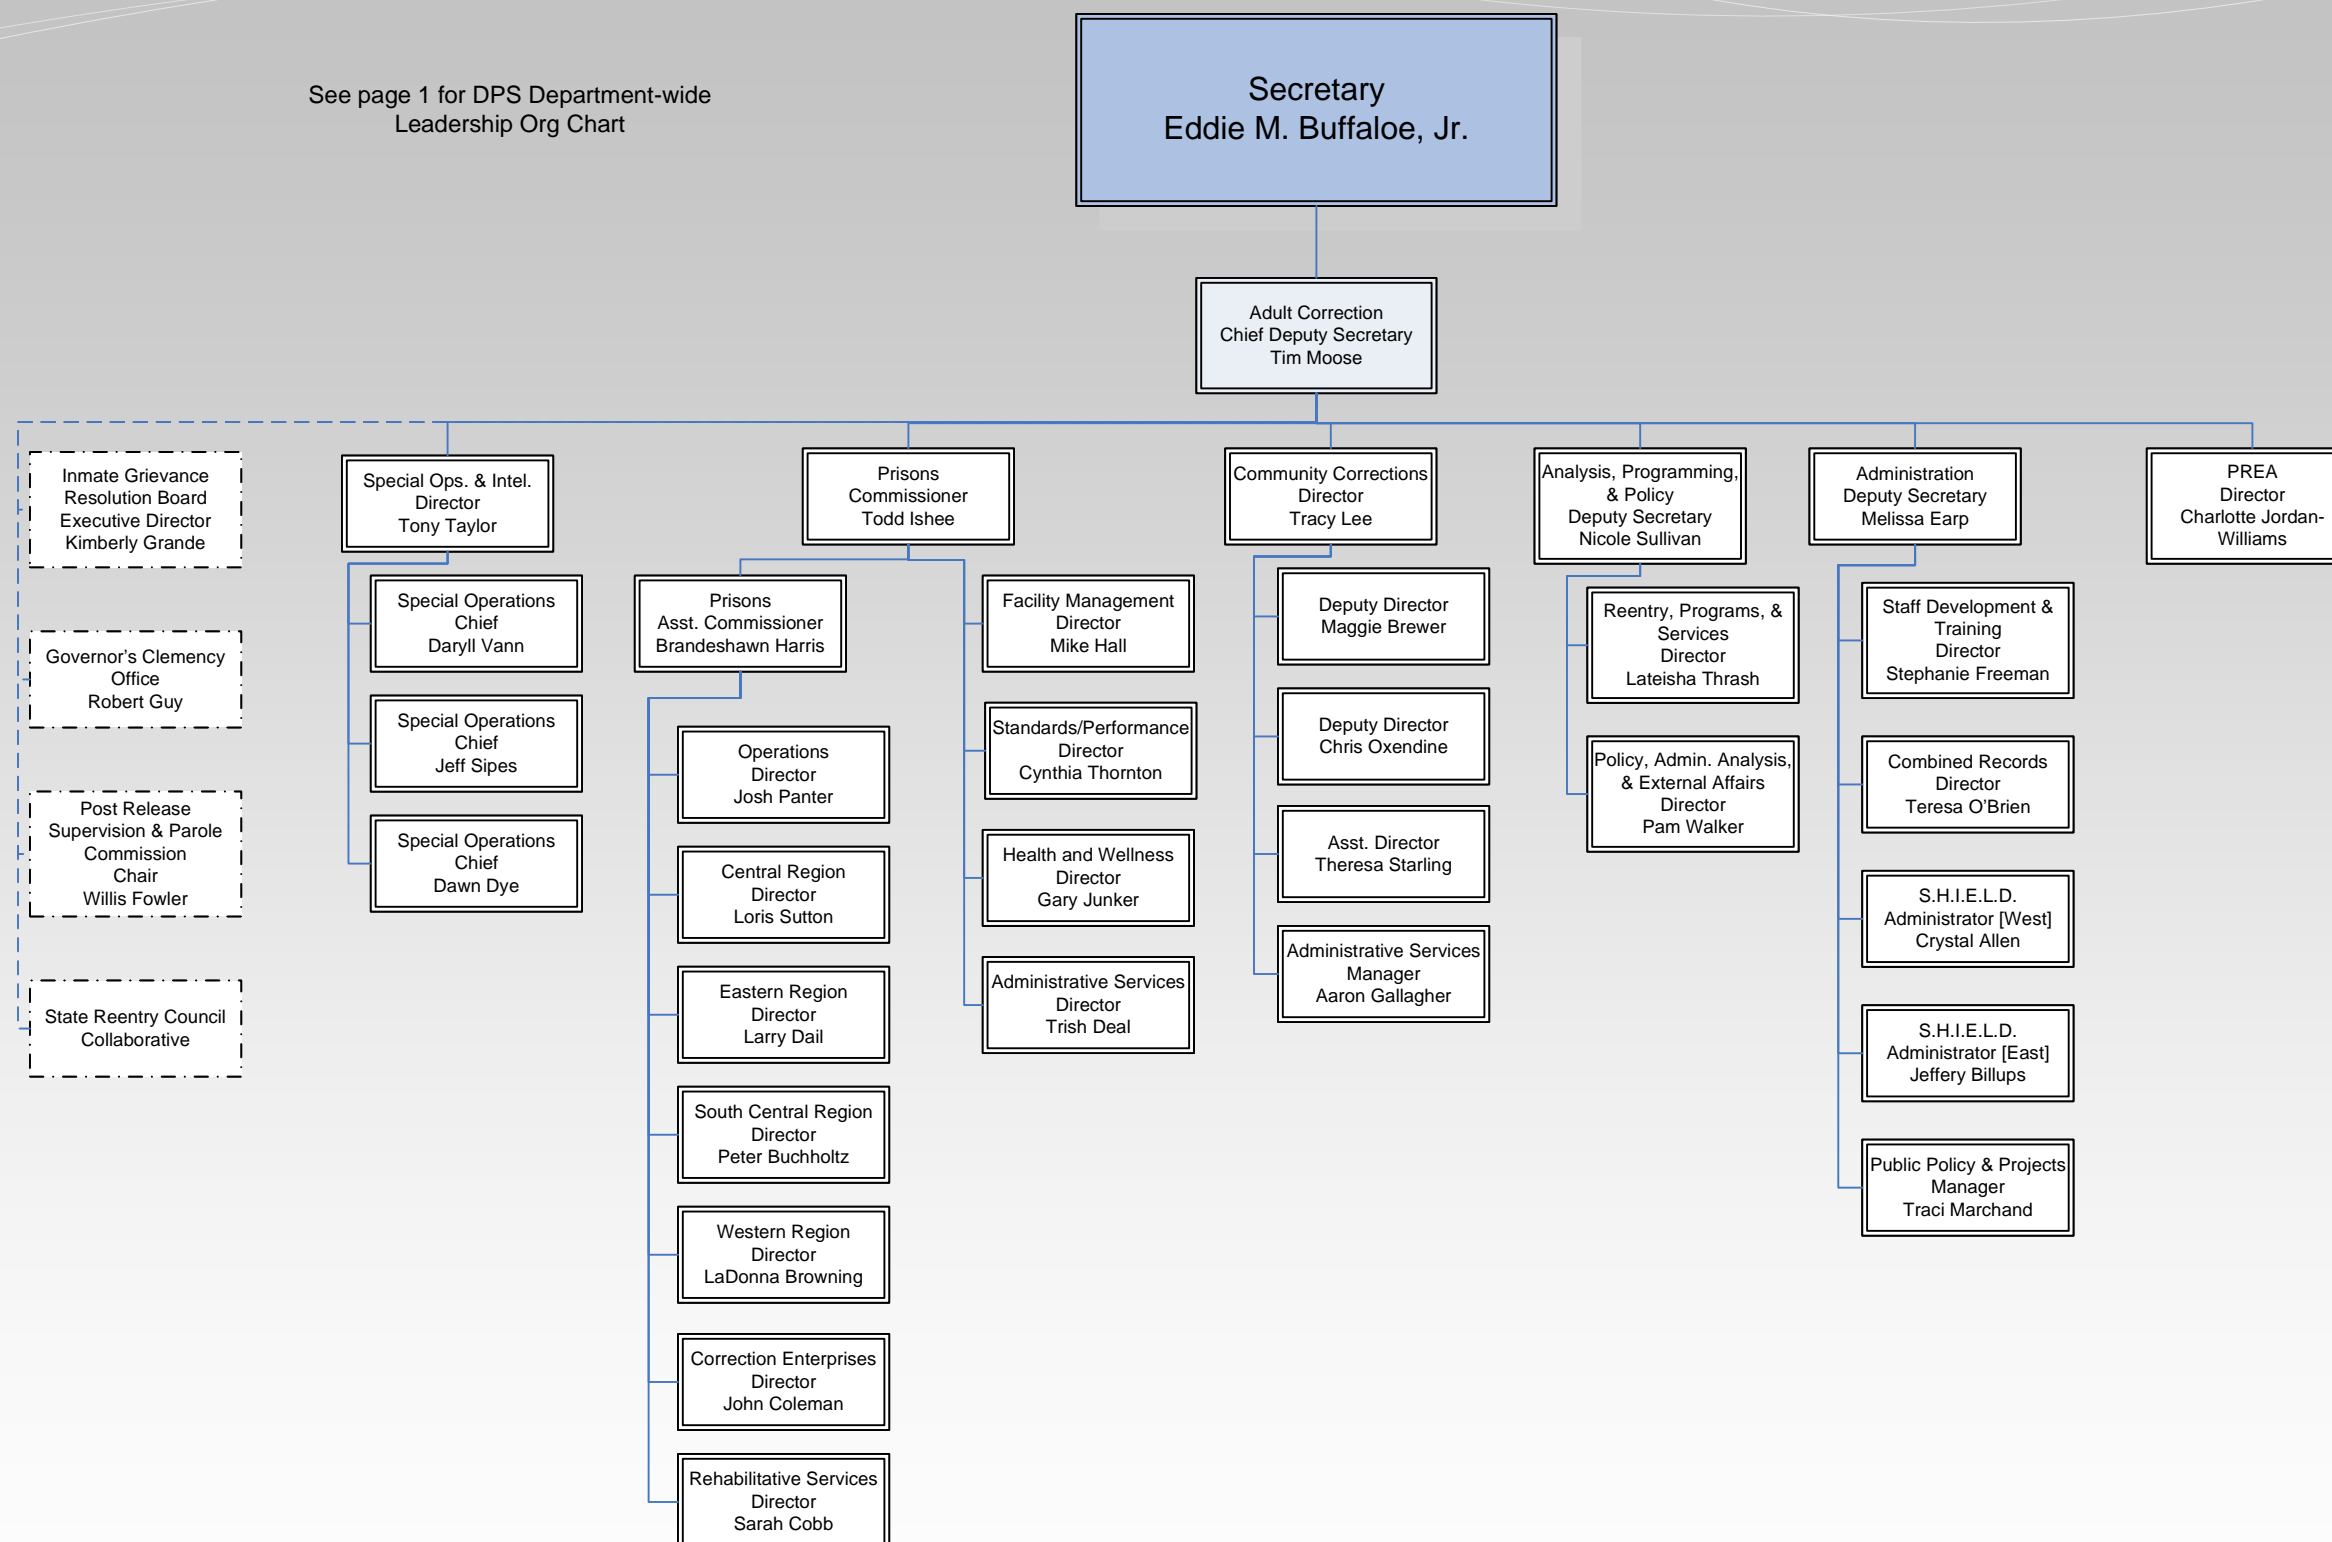 See page 1 for DPS Department-wide
Leadership Org Chart
Secretary
Eddie M. Buffaloe, Jr.
Adult Correction
Chief Deputy Secretary
Tim Moose
Inmate Grievance
Resolution Board
Executive Director
Kimberly Grande
Governor’s Clemency
Office
Robert Guy
Post Release
Supervision & Parole
Commission
Chair
Willis Fowler
State Reentry Council
Collaborative
Special Ops. & Intel.
Director
Tony Taylor
Special Operations
Chief
Daryll Vann
Special Operations
Chief
Jeff Sipes
Special Operations
Chief
Dawn Dye
Prisons
Commissioner
Todd Ishee
Prisons
Asst. Commissioner
Brandeshawn Harris
Operations
Director
Josh Panter
Central Region
Director
Loris Sutton
Eastern Region
Director
Larry Dail
South Central Region
Director
Peter Buchholtz
Western Region
Director
LaDonna Browning
Correction Enterprises
Director
John Coleman
Rehabilitative Services
Director
Sarah Cobb
Facility Management
Director
Mike Hall
Standards/Performance
Director
Cynthia Thornton
Health and Wellness
Director
Gary Junker
Administrative Services
Director
Trish Deal
Community Corrections
Director
Tracy Lee
Deputy Director
Maggie Brewer
Deputy Director
Chris Oxendine
Asst. Director
Theresa Starling
Administrative Services
Manager
Aaron Gallagher
Analysis, Programming,
& Policy
Deputy Secretary
Nicole Sullivan
Reentry, Programs, &
Services
Director
Lateisha Thrash
Policy, Admin. Analysis,
& External Affairs
Director
Pam Walker
Administration
Deputy Secretary
Melissa Earp
Staff Development &
Training
Director
Stephanie Freeman
Combined Records
Director
Teresa O’Brien
S.H.I.E.L.D.
Administrator [West]
Crystal Allen
S.H.I.E.L.D.
Administrator [East]
Jeffery Billups
Public Policy & Projects
Manager
Traci Marchand
PREA
Director
Charlotte Jordan-
Williams